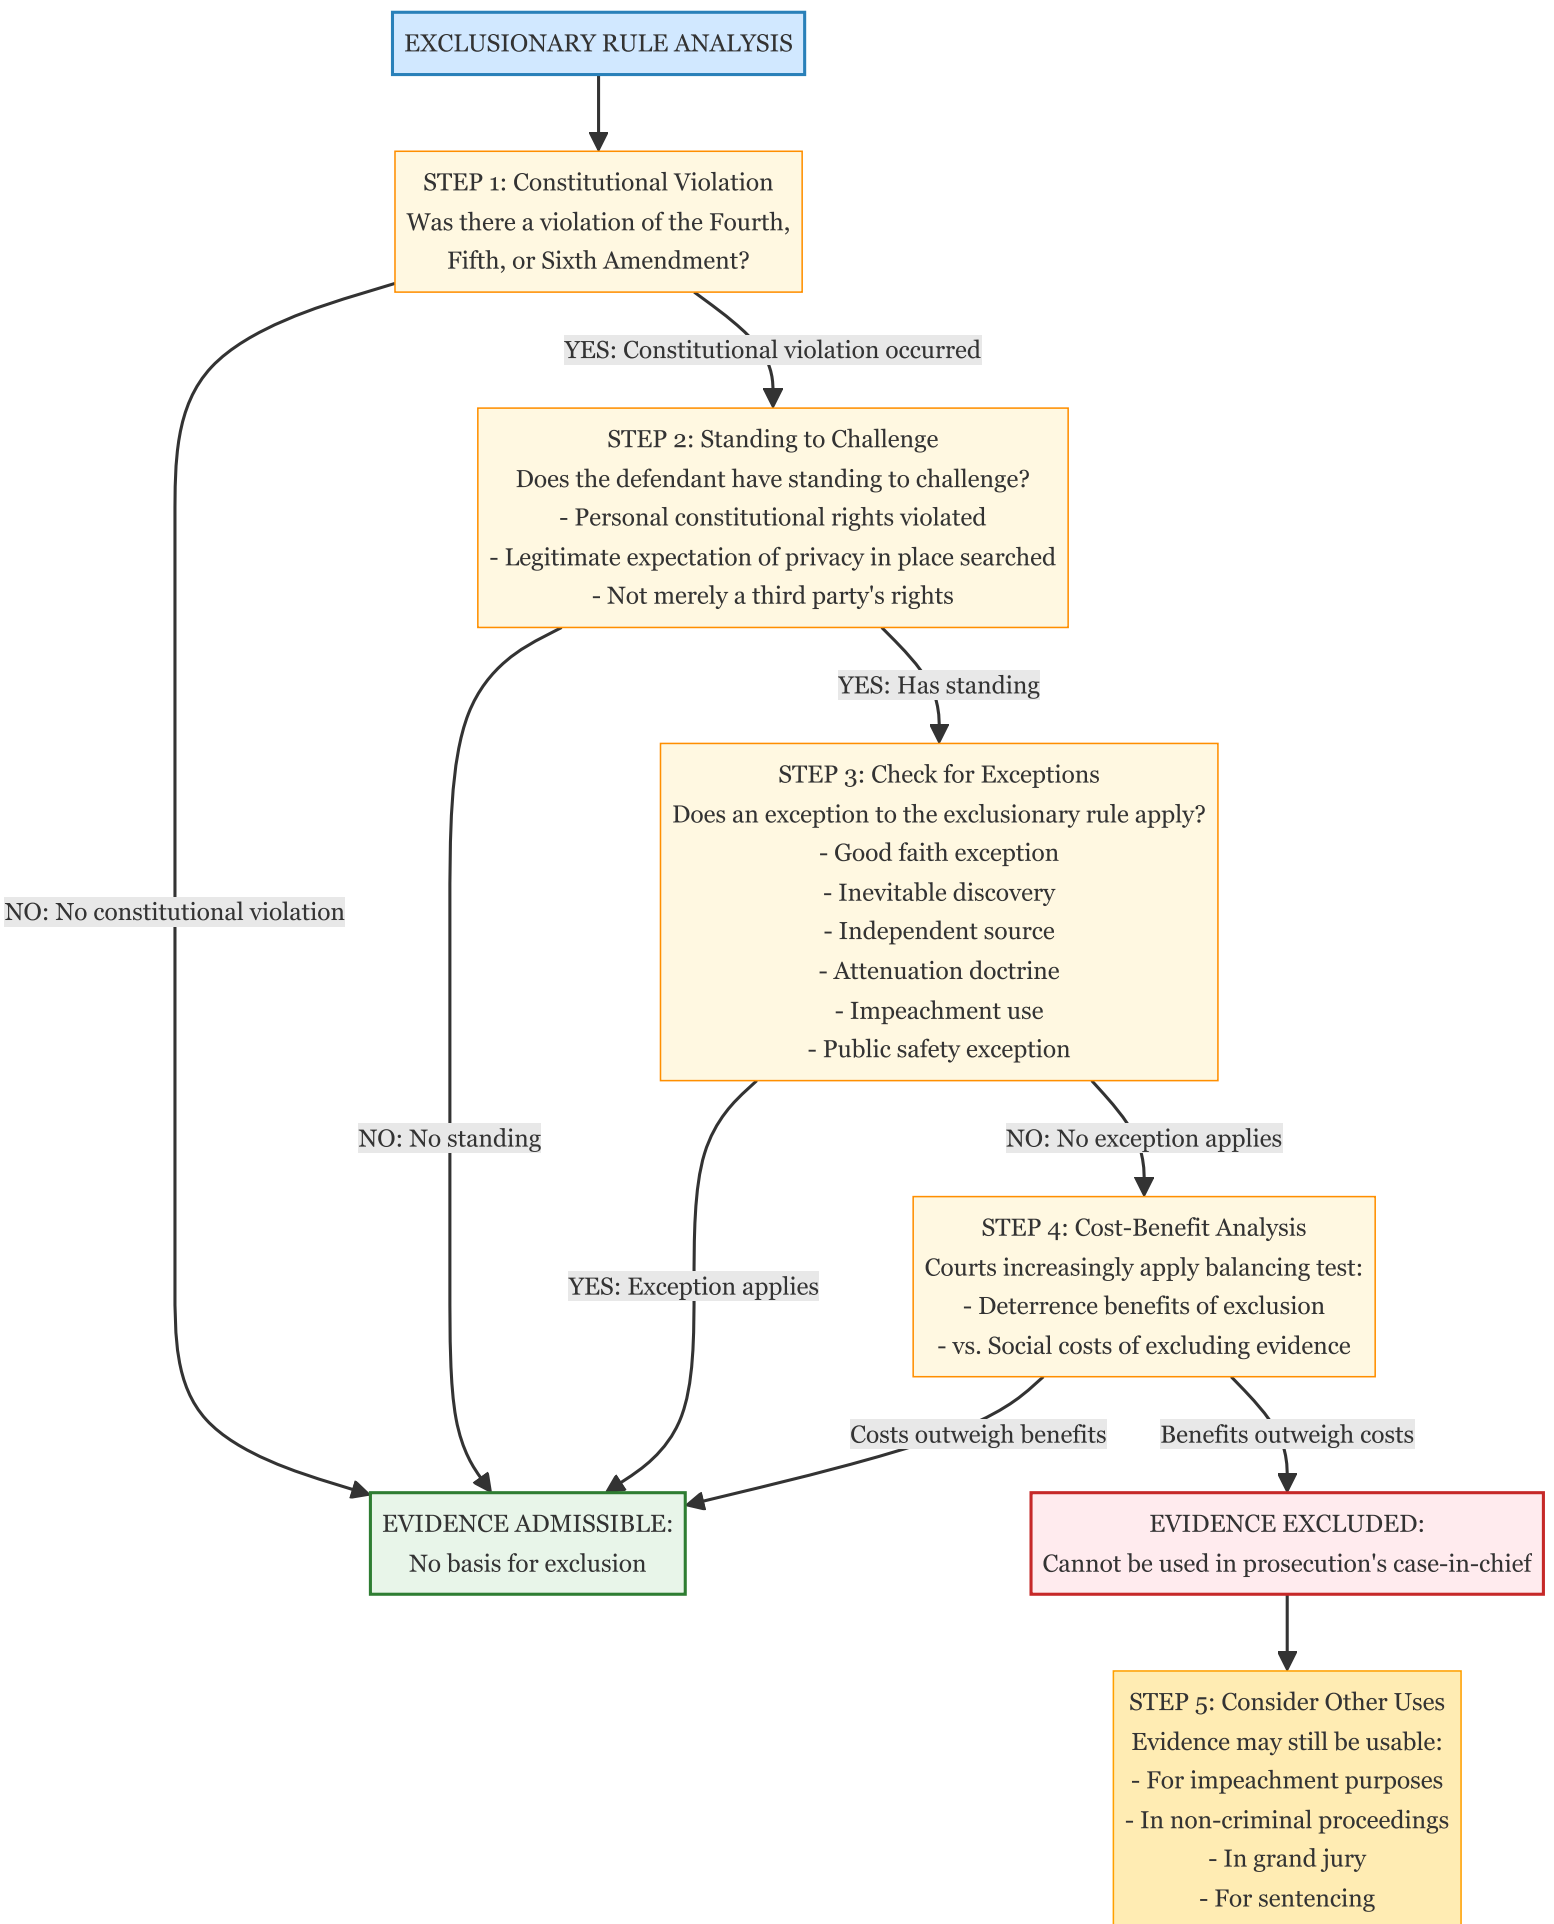 EXCLUSIONARY RULE ANALYSIS
STEP 1: Constitutional Violation
Was there a violation of the Fourth,
Fifth, or Sixth Amendment?
YES: Constitutional violation occurred
STEP 2: Standing to Challenge
Does the defendant have standing to challenge?
- Personal constitutional rights violated
- Legitimate expectation of privacy in place searched
- Not merely a third party's rights
YES: Has standing
STEP 3: Check for Exceptions
Does an exception to the exclusionary rule apply?
- Good faith exception
- Inevitable discovery
- Independent source
- Attenuation doctrine
- Impeachment use
- Public safety exception
NO: No constitutional violation
NO: No standing
NO: No exception applies
STEP 4: Cost-Benefit Analysis
Courts increasingly apply balancing test:
- Deterrence benefits of exclusion
- vs. Social costs of excluding evidence
YES: Exception applies
Costs outweigh benefits
Benefits outweigh costs
EVIDENCE ADMISSIBLE:
No basis for exclusion
EVIDENCE EXCLUDED:
Cannot be used in prosecution's case-in-chief
STEP 5: Consider Other Uses
Evidence may still be usable:
- For impeachment purposes
- In non-criminal proceedings
- In grand jury
- For sentencing